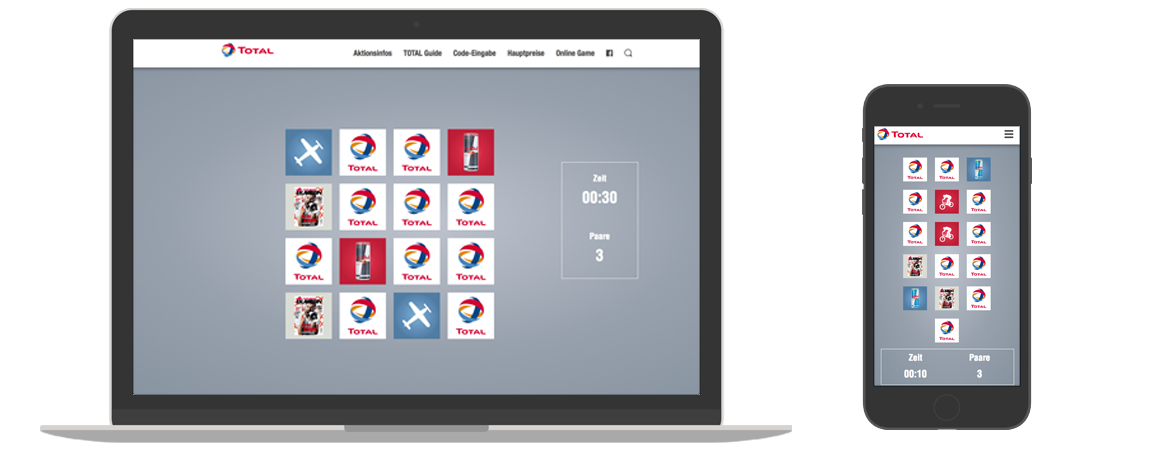 TOTAL
Aktionsinfos TOTAL Guide Code-Eingabe Hauptpreise Online Game
TOTAL TOTAL
TOTAL TOTAL TOTAL
TOTAL TOTAL TOTAL
TOTAL TOTAL
Zeit
00:30
Paare
3
TOTAL
TOTAL TOTAL
TOTAL TOTAL
TOTAL TOTAL
TOTAL TOTAL
TOTAL
TOTAL
Zeit Paare
00:10 3